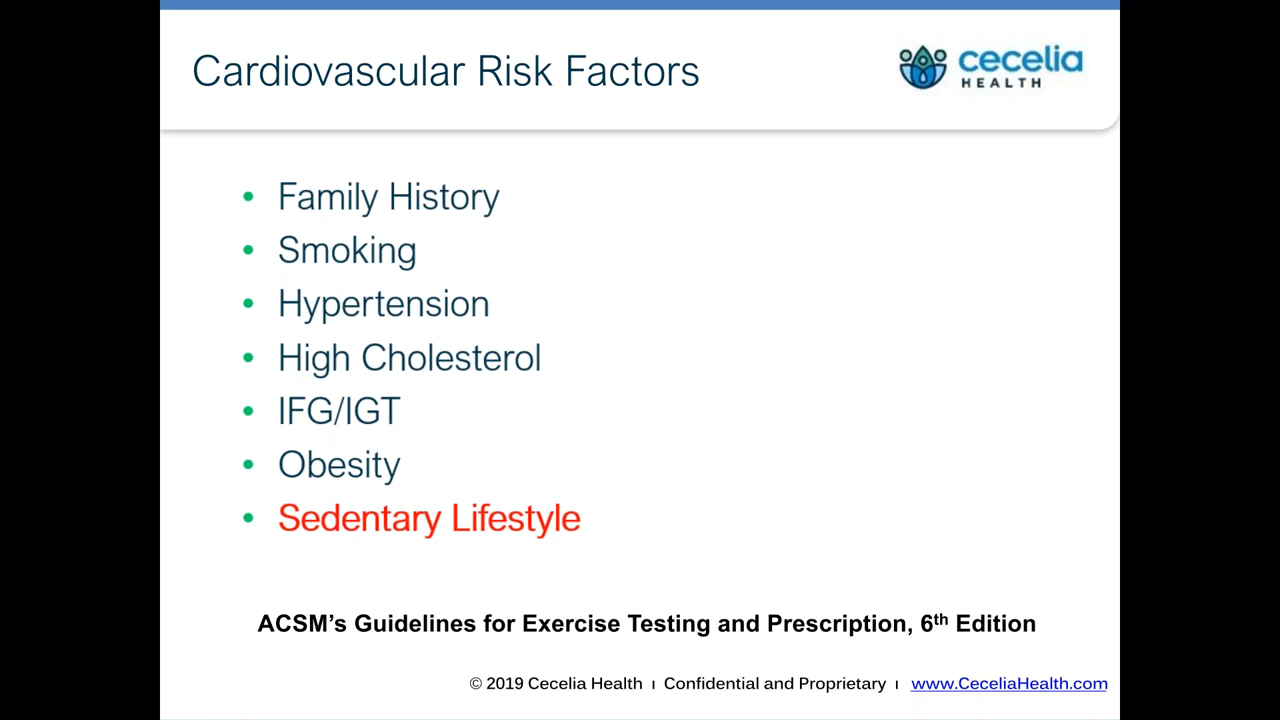 Cardiovascular Risk Factors
cecelia
HEALTH
• Family History
• Smoking
• Hypertension
• High Cholesterol
• IFG/IGT
• Obesity
• Sedentary Lifestyle
ACSM’s Guidelines for Exercise Testing and Prescription, 6th Edition
© 2019 Cecelia Health ı Confidential and Proprietary ı www.CeceliaHealth.com